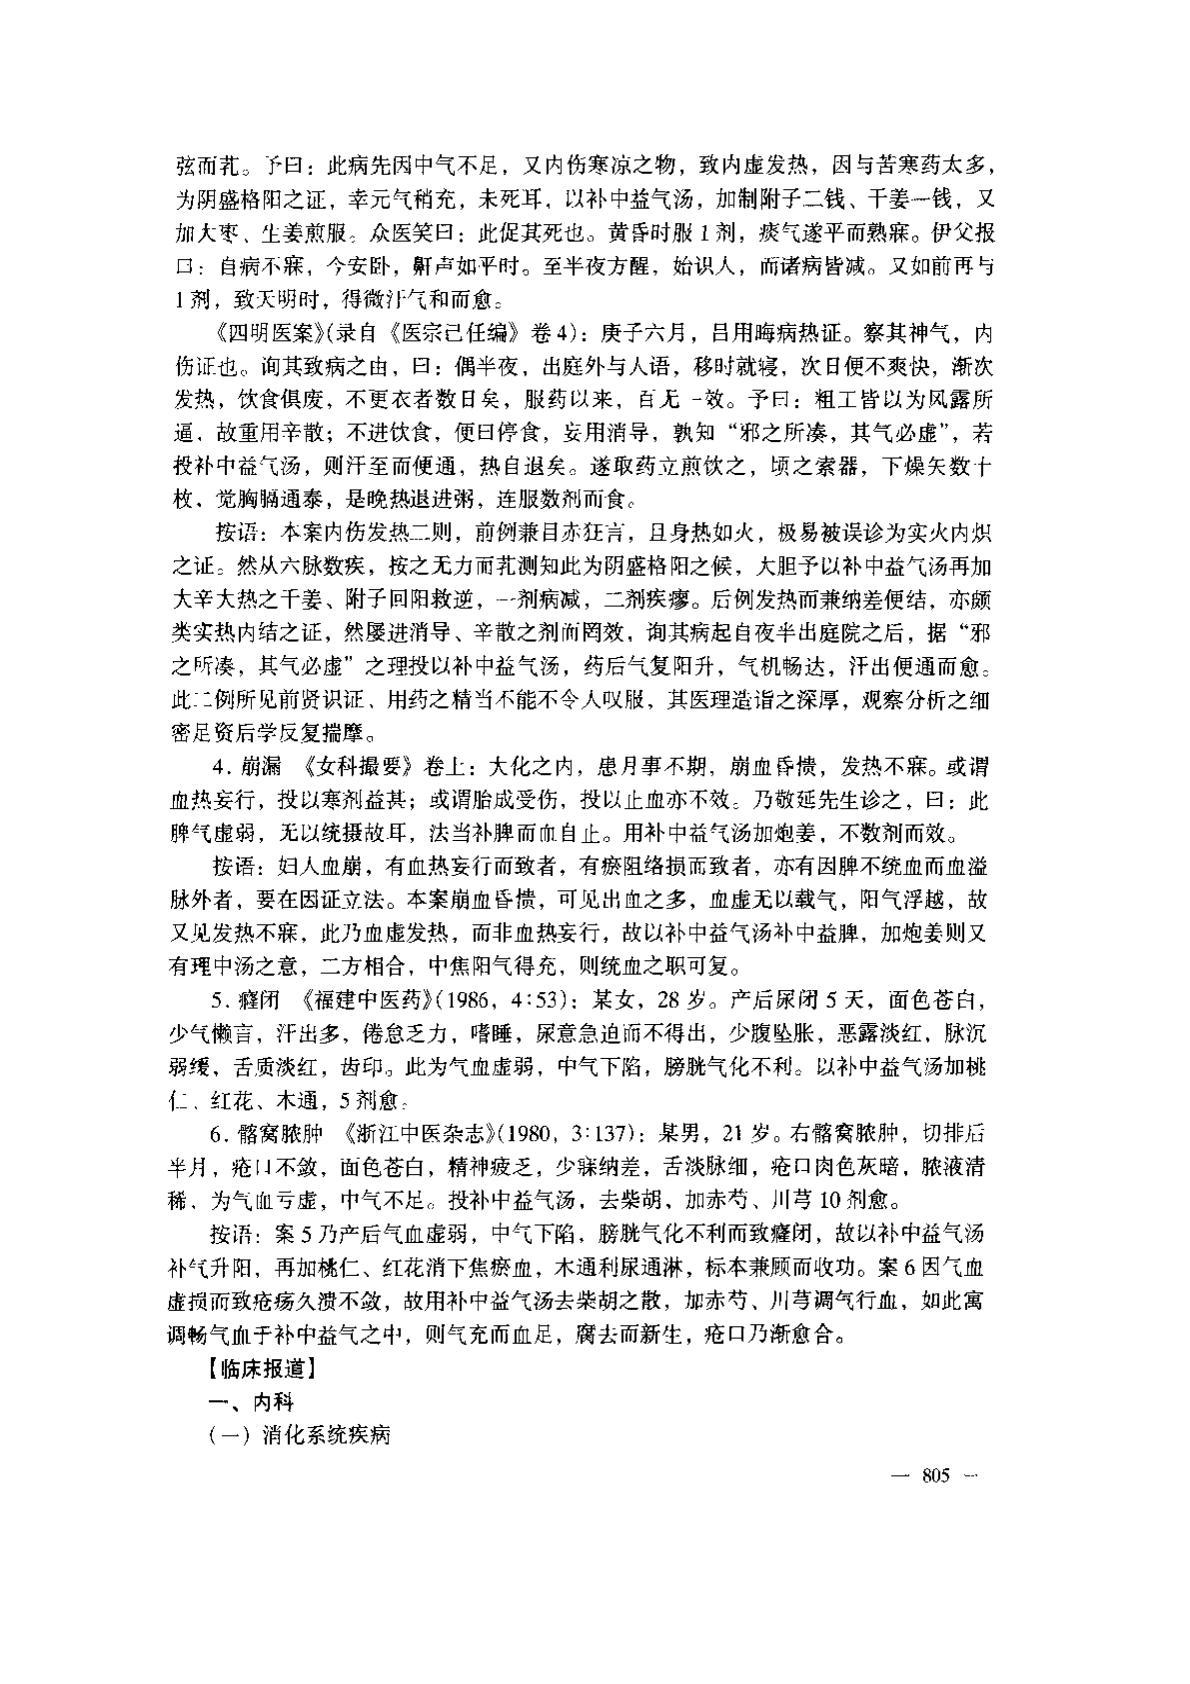 弦而芤。予曰：此病先因中气不足，又内伤寒凉之物，致内虚发热，因与苦寒药太多，
为阴盛格阳之证，幸元气稍充，未死耳，以补中益气汤，加制附子二钱、干姜一钱，又
加大枣、生姜煎服。众医笑曰：此促其死也。黄昏时服1剂，痰气遂平而熟寐。伊父报
曰：自病不寐，今安卧，鼾声如平时。至半夜方醒，始识人，而诸病皆减。又如前再与
1剂，致天明时，得微汗气和而愈。
《四明医案》（录自《医宗己任编》卷4）：庚子六月，吕用晦病热证。察其神气，内
伤证也。询其致病之由，曰：偶半夜，出庭外与人语，移时就寝，次日便不爽快，渐次
发热，饮食俱废，不更衣者数日矣，服药以来，百无一效。予曰：粗工皆以为风露所
逼，故重用辛散；不进饮食，便曰停食，妄用消导，孰知“邪之所凑，其气必虚”，若
投补中益气汤，则汗至而便通，热自退矣。遂取药立煎饮之，顷之索器，下燥矢数十
枚，觉胸膈通泰，是晚热退进粥，连服数剂而食。
按语：本案内伤发热二则，前例兼目赤狂言，且身热如火，极易被误诊为实火内炽
之证。然从六脉数疾，按之无力而芤测知此为阴盛格阳之候，大胆予以补中益气汤再加
大辛大热之干姜、附子回阳救逆，一剂病减，二剂疾瘳。后例发热而兼纳差便结，亦颇
类实热内结之证，然屡进消导、辛散之剂而罔效，询其病起自夜半出庭院之后，据“邪
之所凑，其气必虚”之理投以补中益气汤，药后气复阳升，气机畅达，汗出便通而愈。
此二例所见前贤识证、用药之精当不能不令人叹服，其医理造诣之深厚，观察分析之细
密足资后学反复揣摩。
4. 崩漏 《女科撮要》卷上：大化之内，患月事不期，崩血昏愦，发热不寐。或谓
血热妄行，投以寒剂益甚；或谓胎成受伤，投以止血亦不效。乃敬延先生诊之，曰：此
脾气虚弱，无以统摄故耳，法当补脾而血自止。用补中益气汤加炮姜，不数剂而效。
按语：妇人血崩，有血热妄行而致者，有瘀阻络损而致者，亦有因脾不统血而血溢
脉外者，要在因证立法。本案崩血昏愦，可见出血之多，血虚无以载气，阳气浮越，故
又见发热不寐，此乃血虚发热，而非血热妄行，故以补中益气汤补中益脾，加炮姜则又
有理中汤之意，二方相合，中焦阳气得充，则统血之职可复。
5. 癃闭 《福建中医药》（1986，4∶53）：某女，28岁。产后尿闭5天，面色苍白，
少气懒言，汗出多，倦怠乏力，嗜睡，尿意急迫而不得出，少腹坠胀，恶露淡红，脉沉
弱缓，舌质淡红，齿印。此为气血虚弱，中气下陷，膀胱气化不利。以补中益气汤加桃
仁、红花、木通，5剂愈。
6. 髂窝脓肿 《浙江中医杂志》（1980，3∶137）：某男，21岁。右髂窝脓肿，切排后
半月，疮口不敛，面色苍白，精神疲乏，少寐纳差，舌淡脉细，疮口肉色灰暗，脓液清
稀，为气血亏虚，中气不足。投补中益气汤，去柴胡，加赤芍、川芎10剂愈。
按语：案5乃产后气血虚弱，中气下陷，膀胱气化不利而致癃闭，故以补中益气汤
补气升阳，再加桃仁、红花消下焦瘀血，木通利尿通淋，标本兼顾而收功。案6因气血
虚损而致疮疡久溃不敛，故用补中益气汤去柴胡之散，加赤芍、川芎调气行血，如此寓
调畅气血于补中益气之中，则气充而血足，腐去而新生，疮口乃渐愈合。
【临床报道】
一、内科
（一）消化系统疾病
— 805 —